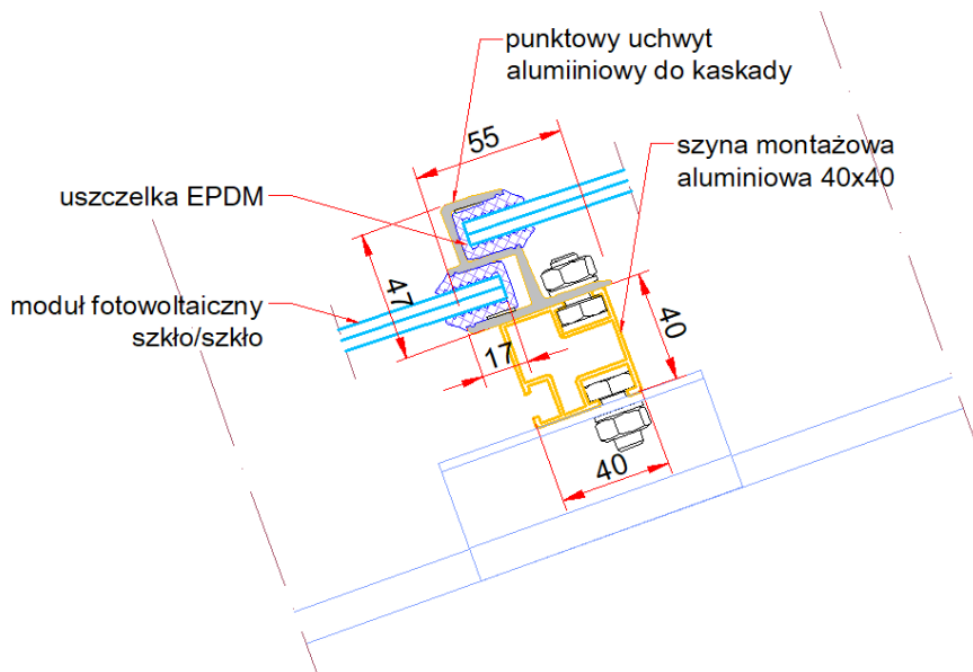 punktowy uchwyt
alumiiniowy do kaskady
55
szyna montażowa
aluminiowa 40x40
uszczelka EPDM
47
moduł fotowoltaiczny
szkło/szkło
40
17
40